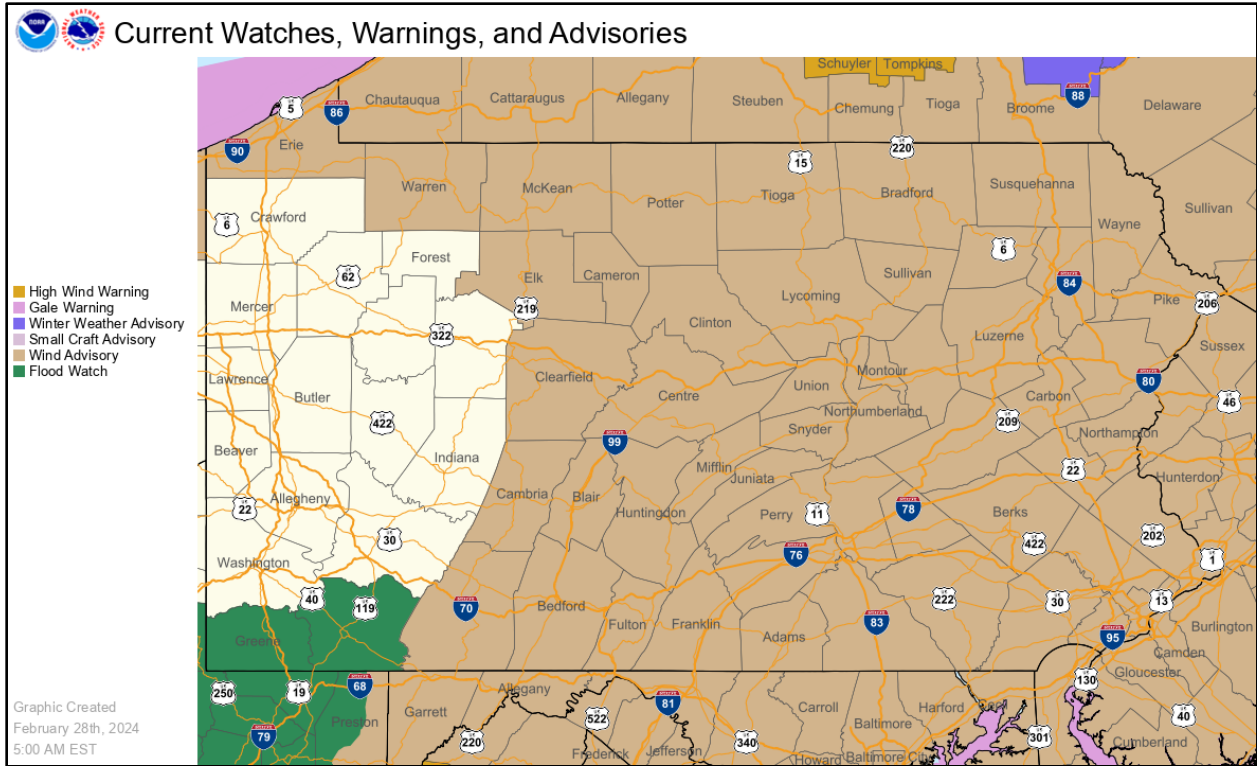 NOAA
Current Watches, Warnings, and Advisories
High Wind Warning
Gale Warning
Winter Weather Advisory
Small Craft Advisory
Wind Advisory
Flood Watch
Graphic Created
February 28th, 2024
5:00 AM EST
Schuyler
Tompkins
5
86
Chautauqua
Cattaraugus
Allegany
Steuben
Chemung
Tioga
Broome
88
Delaware
90
Erie
15
220
Warren
McKean
Potter
Tioga
Bradford
Susquehanna
Wayne
Sullivan
6
Crawford
62
Forest
Elk
Cameron
Sullivan
6
84
Pike
206
Mercer
322
219
Clinton
Lycoming
Luzerne
Sussex
Lawrence
Butler
Clearfield
Centre
Union
Montour
Carbon
80
46
422
99
Snyder
Northumberland
209
Northampton
Beaver
Indiana
Cambria
Blair
Mifflin
Juniata
22
Hunterdon
22
Allegheny
30
Huntingdon
Perry
11
78
Berks
422
202
1
Washington
76
40
119
70
Bedford
Fulton
Franklin
Adams
83
222
30
13
95
Burlington
Camden
Gloucester
Greene
250
19
68
Preston
79
Garrett
Allegany
220
522
81
Frederick
Jefferson
340
Carroll
Howard
Baltimore
Baltimore City
Harford
Cecil
301
130
40
Cumberland